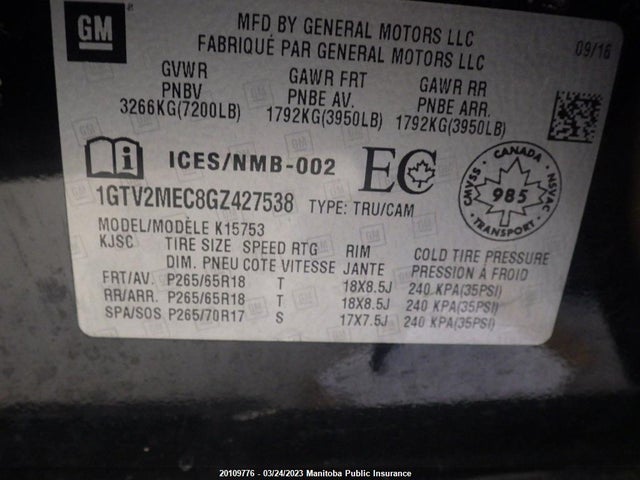 GM
MFD BY GENERAL MOTORS LLC
FABRIQUÉ PAR GENERAL MOTORS LLC
09/16
GVWR
PNBV
3266KG(7200LB)
GAWR FRT
PNBE AV.
1792KG(3950LB)
GAWR RR
PNBE ARR.
1792KG(3950LB)
ICES/NMB-002
EC
CANADA
CMVSS
NSVAC
985
TRANSPORT
1GTV2MEC8GZ427538 TYPE: TRU/CAM
MODEL/MODÈLE K15753
KJSC TIRE SIZE SPEED RTG RIM COLD TIRE PRESSURE
DIM. PNEU COTE VITESSE JANTE PRESSION À FROID
FRT/AV. P265/65R18 T 18X8.5J 240 KPA(35PSI)
RR/ARR. P265/65R18 T 18X8.5J 240 KPA(35PSI)
SPA/SOS P265/70R17 S 17X7.5J 240 KPA(35PSI)
20109776 -- 03/24/2023 Manitoba Public Insurance